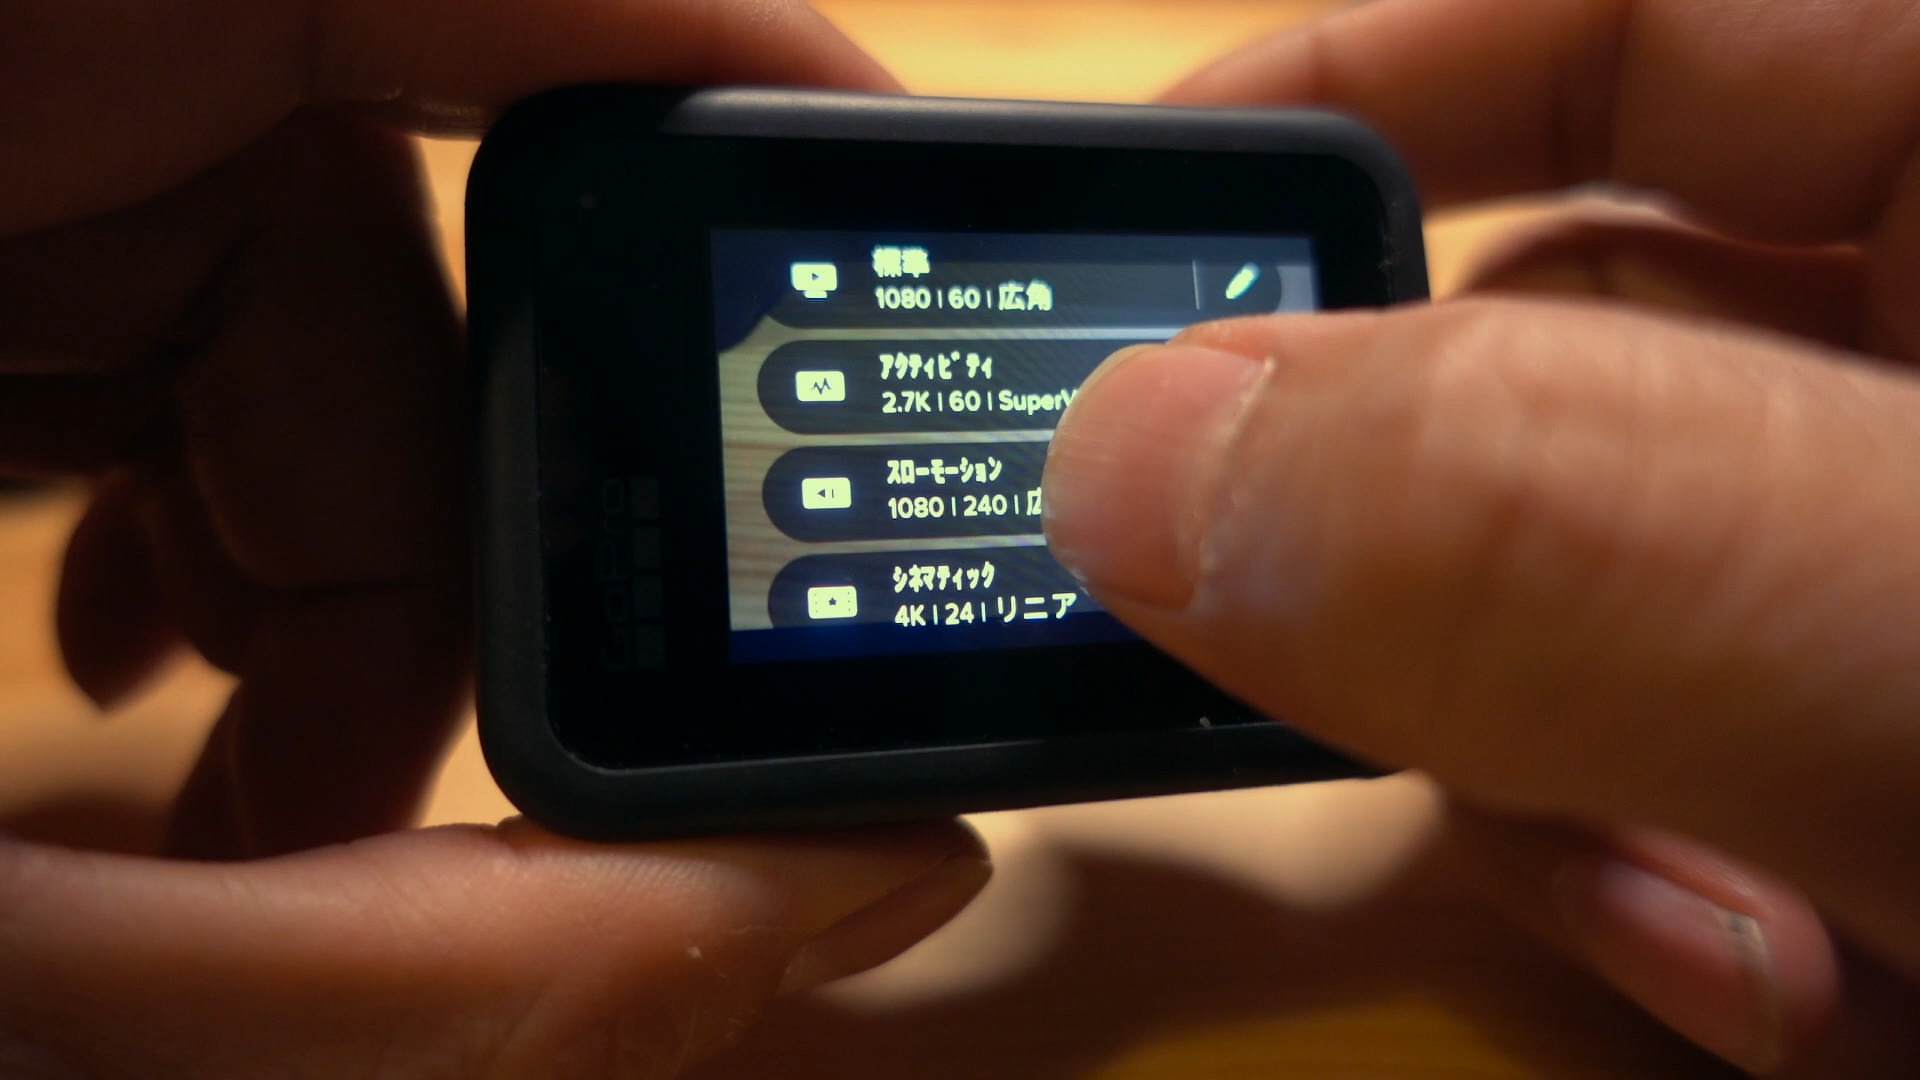 標準
1080 | 60 | 広角
アクティビティ
2.7K | 60 | SuperV
スローモーション
1080 | 240 | 広
シネマティック
4K | 24 | リニア
GoPro